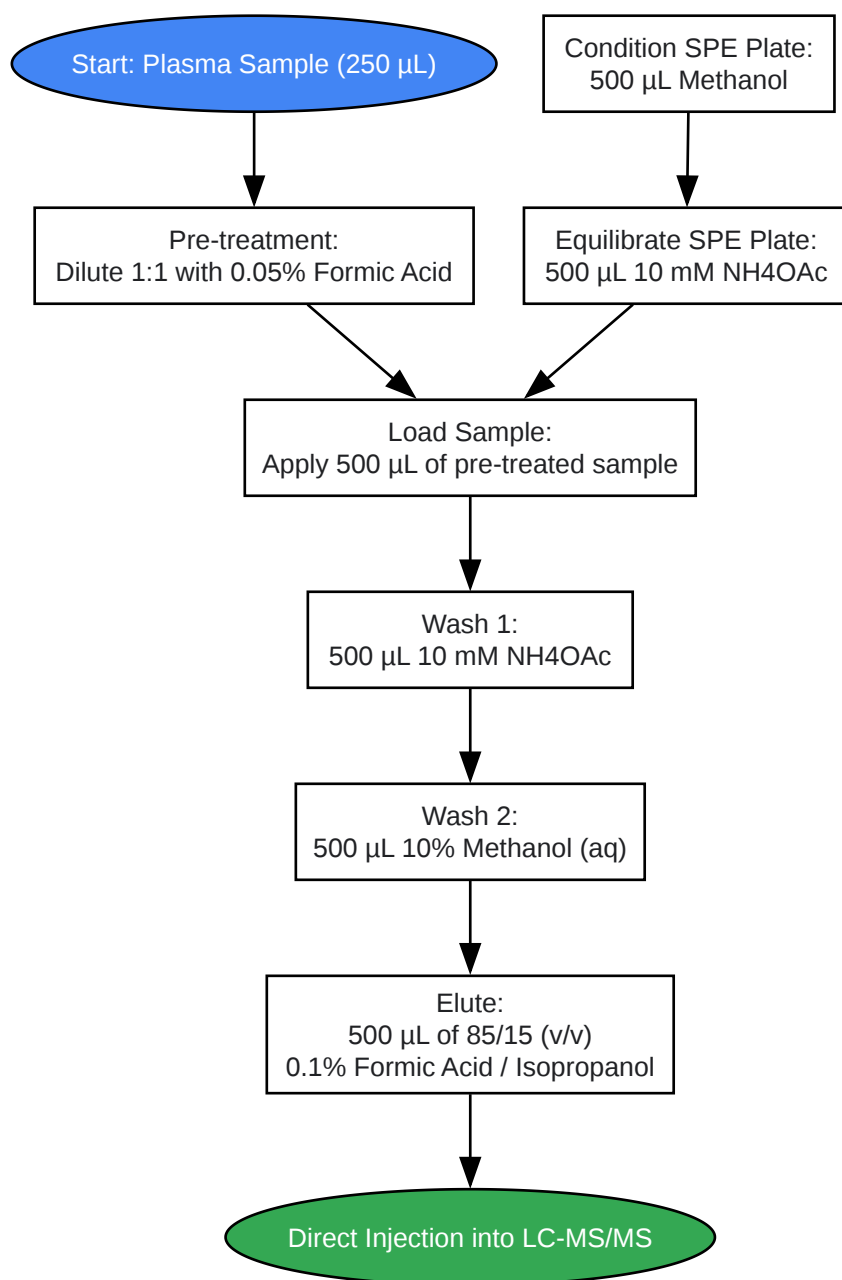 Start: Plasma Sample (250 µL)
Condition SPE Plate:
500 µL Methanol
Pre-treatment:
Dilute 1:1 with 0.05% Formic Acid
Equilibrate SPE Plate:
500 µL 10 mM NH4OAc
Load Sample:
Apply 500 µL of pre-treated sample
Wash 1:
500 µL 10 mM NH4OAc
Wash 2:
500 µL 10% Methanol (aq)
Elute:
500 µL of 85/15 (v/v)
0.1% Formic Acid / Isopropanol
Direct Injection into LC-MS/MS